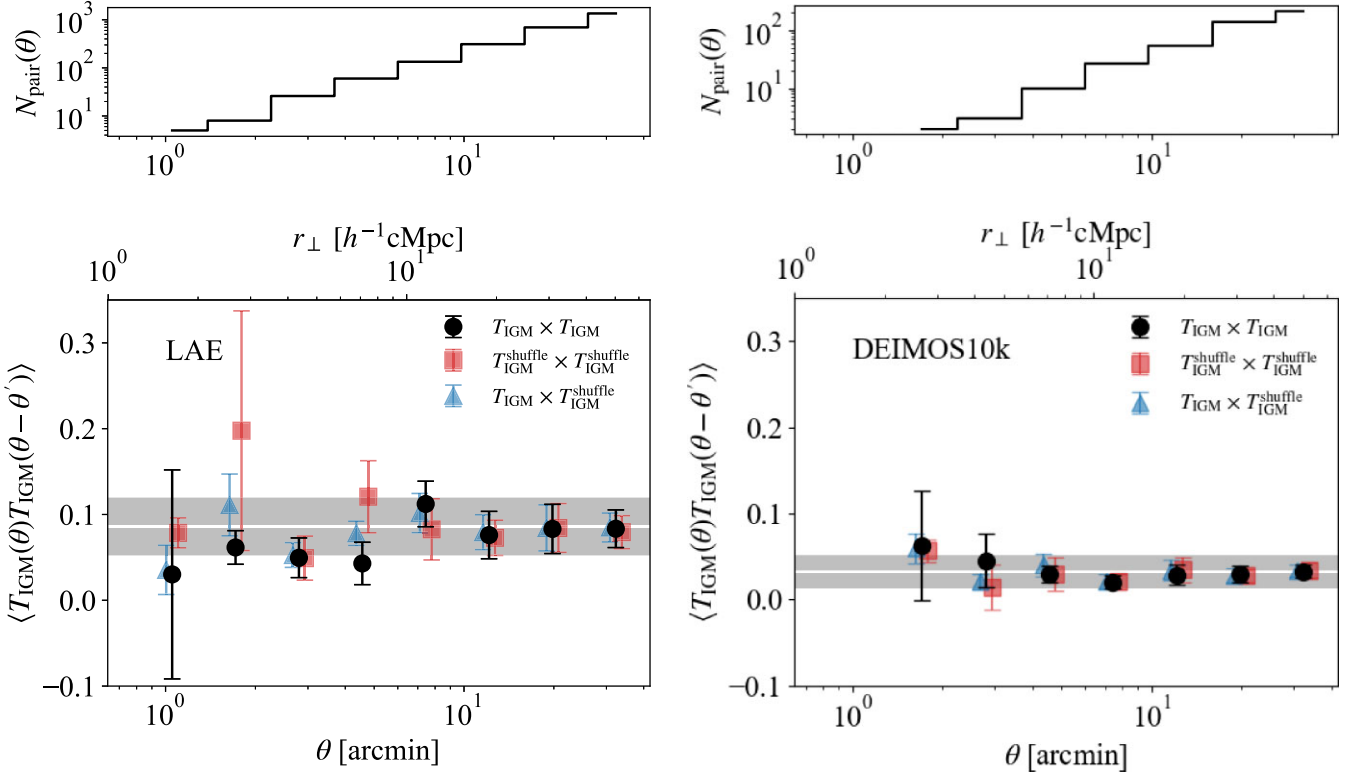 N_pair(θ)
10^3
10^2
10^1
10^0 10^1
θ [arcmin]
r_⊥ [h^−1cMpc]
10^0 10^1
⟨T_IGM(θ)T_IGM(θ − θ′)⟩
0.3
0.2
0.1
0.0
−0.1
LAE
T_IGM × T_IGM
T_IGM^shuffle × T_IGM^shuffle
T_IGM × T_IGM^shuffle
10^0 10^1
θ [arcmin]
N_pair(θ)
10^2
10^1
10^0 10^1
θ [arcmin]
r_⊥ [h^−1cMpc]
10^0 10^1
⟨T_IGM(θ)T_IGM(θ − θ′)⟩
0.3
0.2
0.1
0.0
−0.1
DEIMOS10k
T_IGM × T_IGM
T_IGM^shuffle × T_IGM^shuffle
T_IGM × T_IGM^shuffle
10^0 10^1
θ [arcmin]